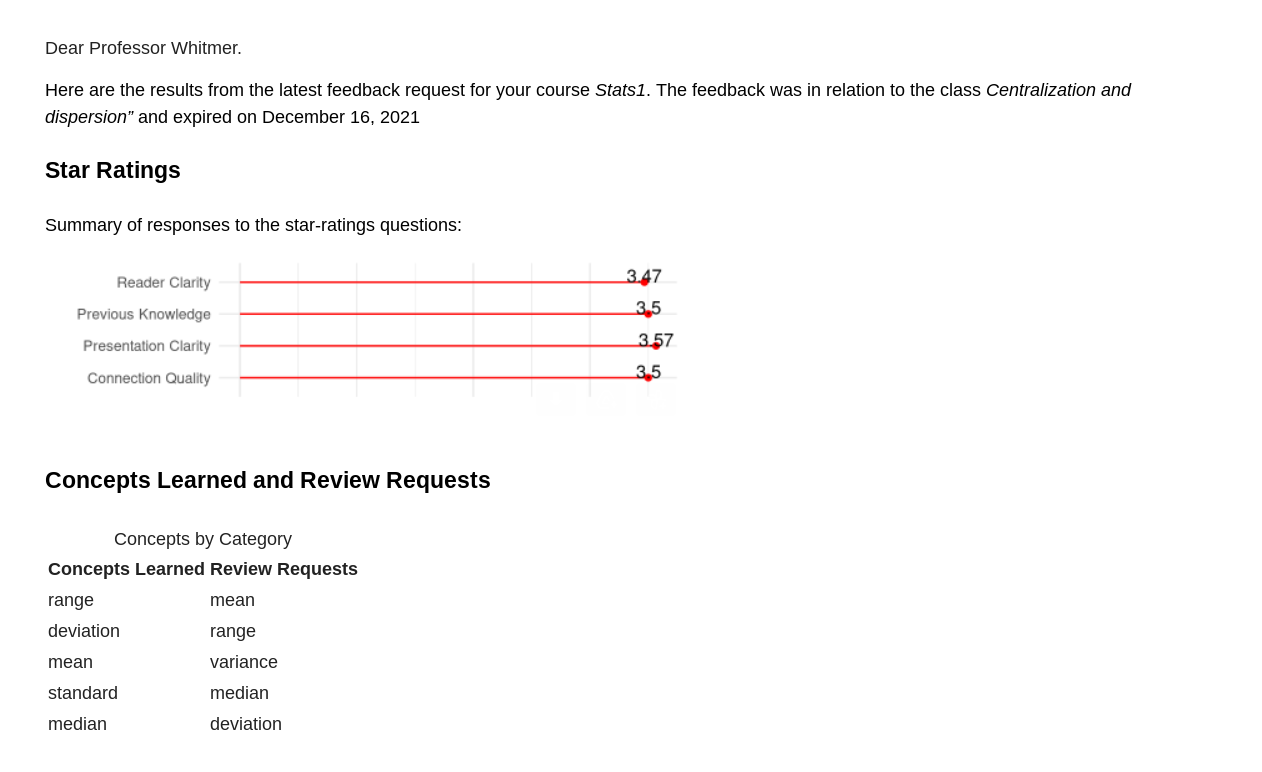 Dear Professor Whitmer.
Here are the results from the latest feedback request for your course Stats1. The feedback was in relation to the class Centralization and
dispersion” and expired on December 16, 2021
Star Ratings
Summary of responses to the star-ratings questions:
Reader Clarity 3.47
Previous Knowledge 3.5
Presentation Clarity 3.57
Connection Quality 3.5
Concepts Learned and Review Requests
Concepts by Category
Concepts Learned Review Requests
range mean
deviation range
mean variance
standard median
median deviation